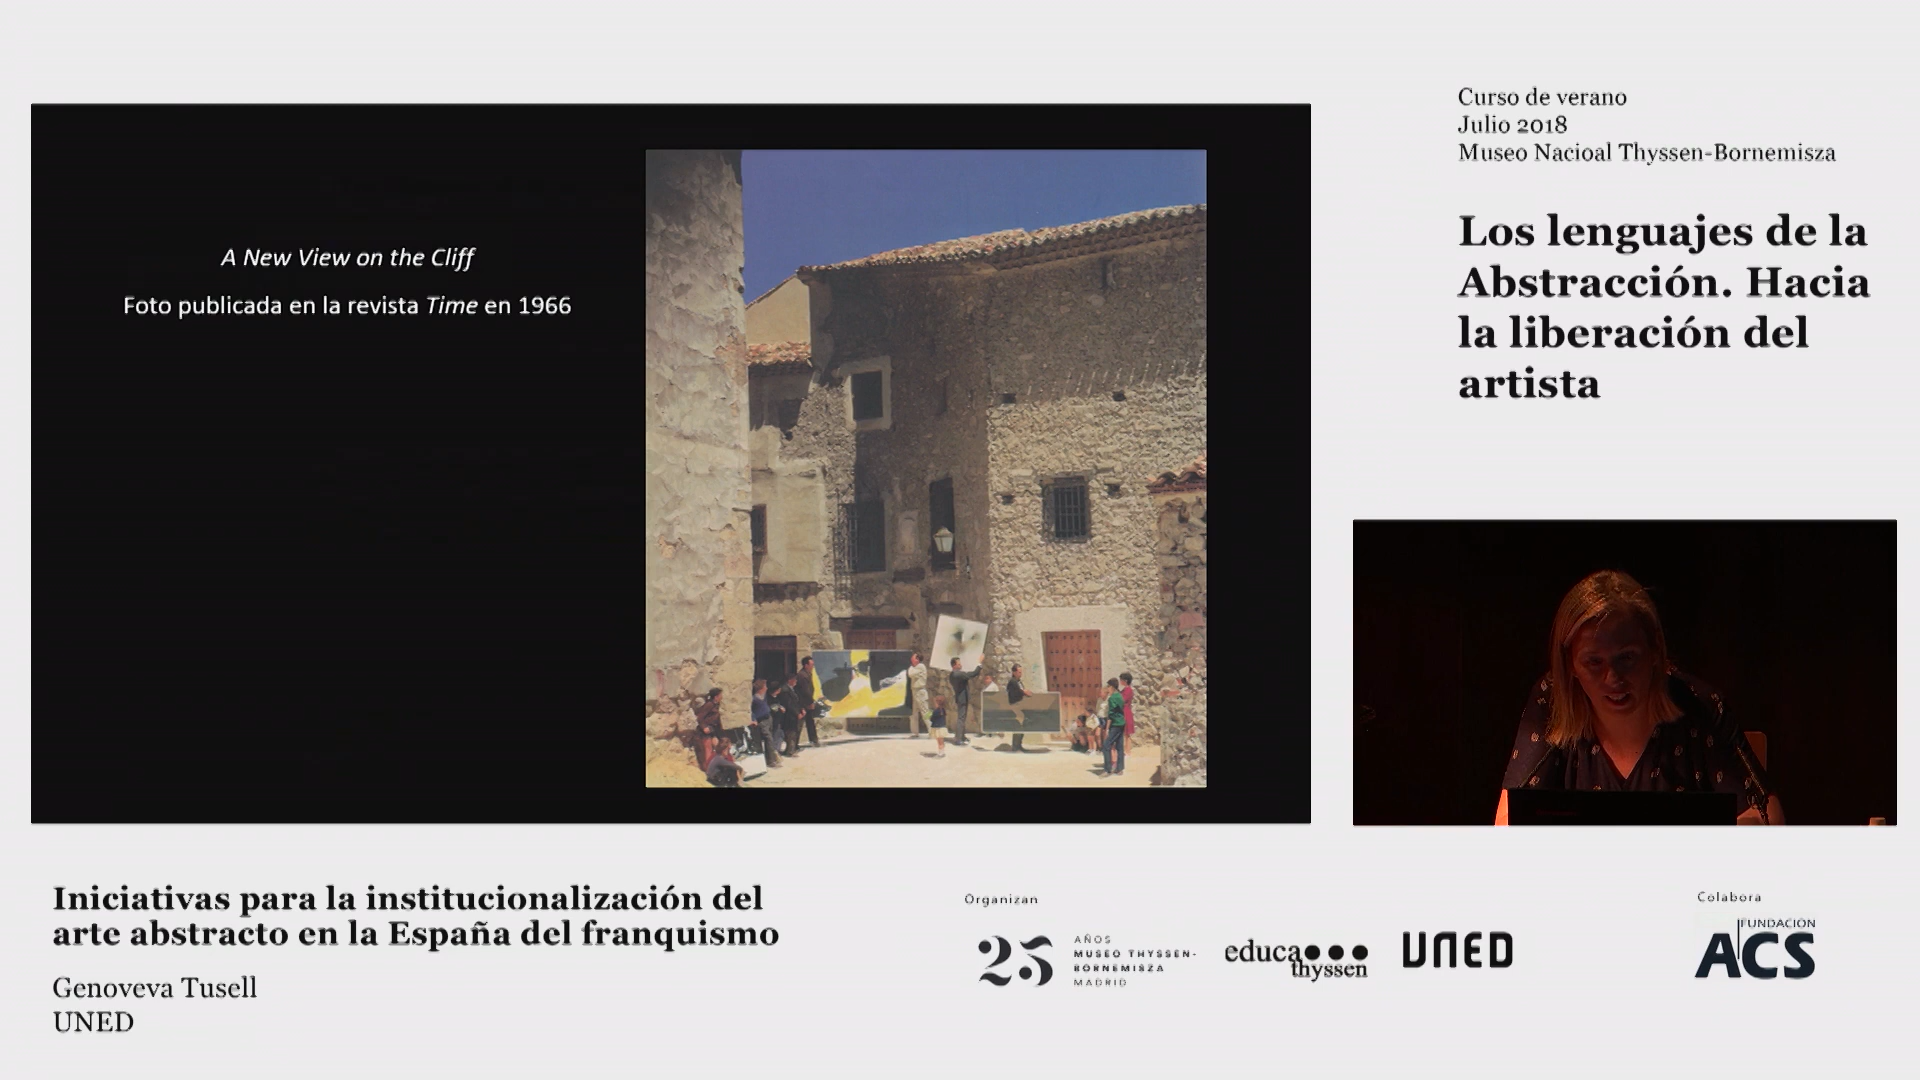 Curso de verano
Julio 2018
Museo Nacioal Thyssen-Bornemisza
Los lenguajes de la
Abstracción. Hacia
la liberación del
artista
A New View on the Cliff
Foto publicada en la revista Time en 1966
Iniciativas para la institucionalización del
arte abstracto en la España del franquismo
Genoveva Tusell
UNED
Organizan
25
AÑOS
MUSEO THYSSEN-
BORNEMISZA
MADRID
educa
thyssen
UNED
Colabora
FUNDACIÓN
ACS